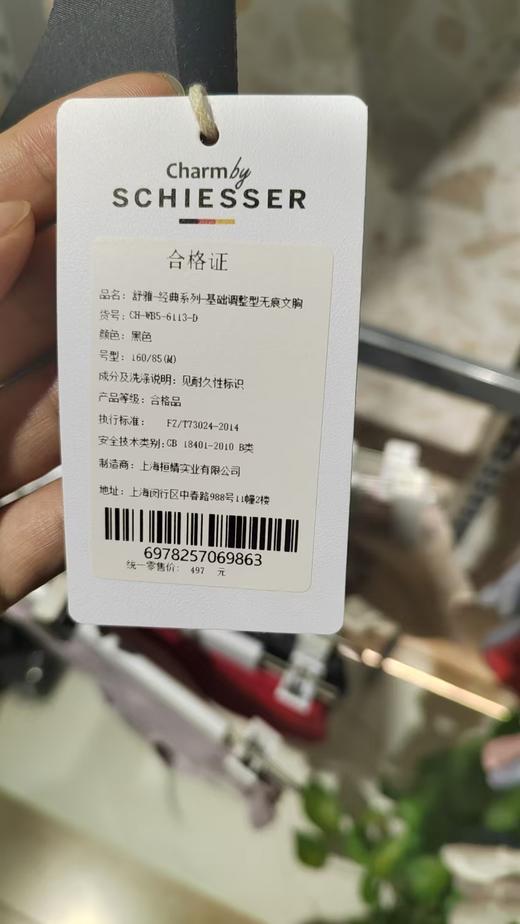 Charm by
SCHIESSER
合格证
品名: 舒雅-经典系列-基础调整型无痕文胸
货号: CH-WB5-6113-D
颜色: 黑色
号型: 160/85(M)
成分及洗涤说明: 见耐久性标识
产品等级: 合格品
执行标准: FZ/T73024-2014
安全技术类别:GB 18401-2010 B类
制造商: 上海桓晴实业有限公司
地址: 上海闵行区中春路988号11幢2楼
6978257069863
统一零售价: 497 元